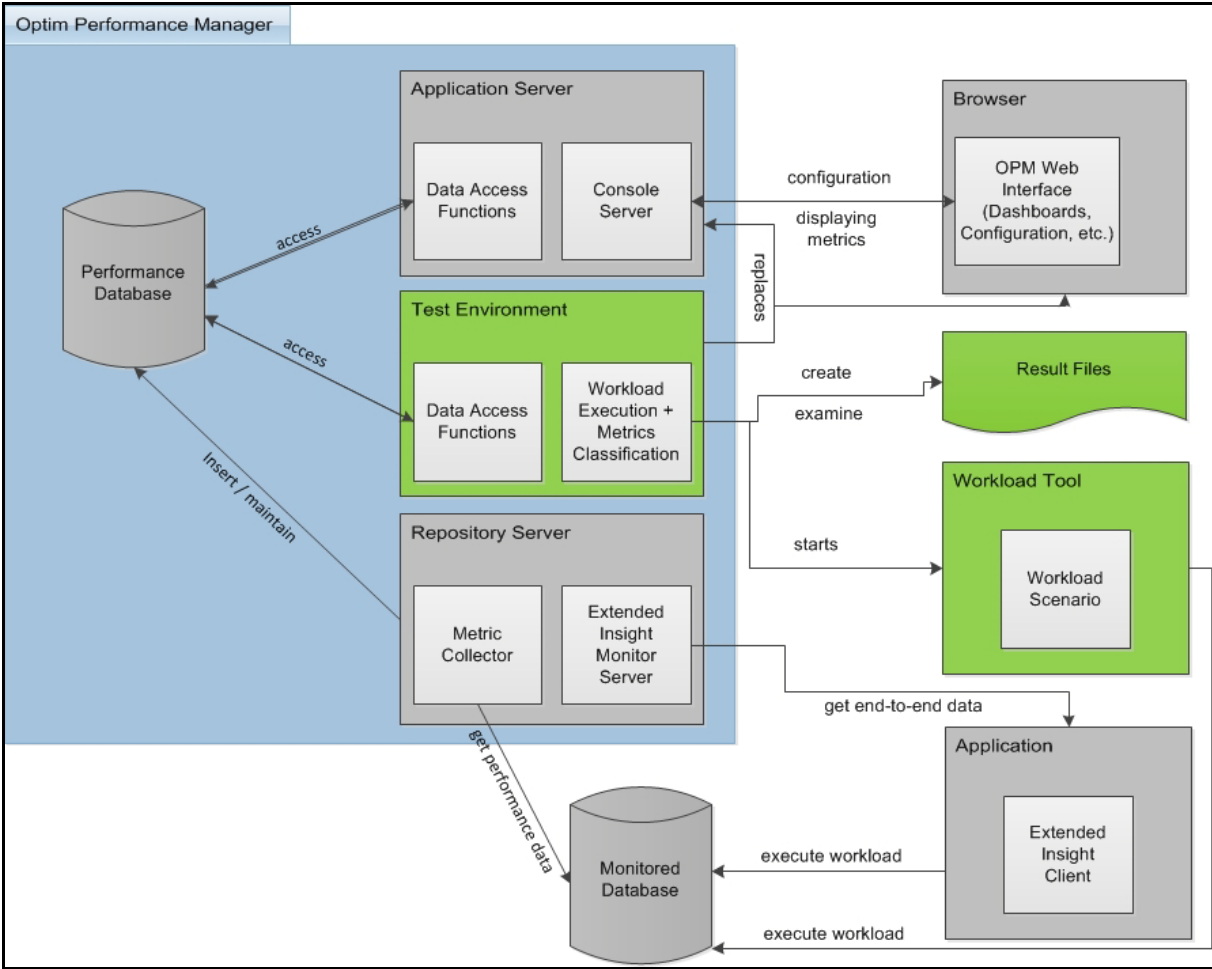 Optim Performance Manager
Application Server
Data Access
Functions
Console
Server
Browser
OPM Web
Interface
(Dashboards,
Configuration, etc.)
configuration
displaying
metrics
access
Performance
Database
replaces
Test Environment
access
Data Access
Functions
Workload
Execution +
Metrics
Classification
create
examine
Result Files
Insert / maintain
Workload Tool
starts
Workload
Scenario
Repository Server
Metric
Collector
Extended
Insight
Monitor
Server
get end-to-end data
get performance data
Application
Extended
Insight
Client
Monitored
Database
execute workload
execute workload